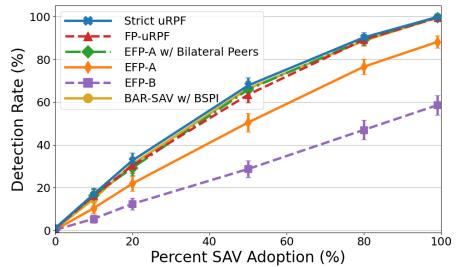 100
80
60
40
20
0
Detection Rate (%)
Strict uRPF
FP-uRPF
EFP-A w/ Bilateral Peers
EFP-A
EFP-B
BAR-SAV w/ BSPI
0 20 40 60 80 100
Percent SAV Adoption (%)